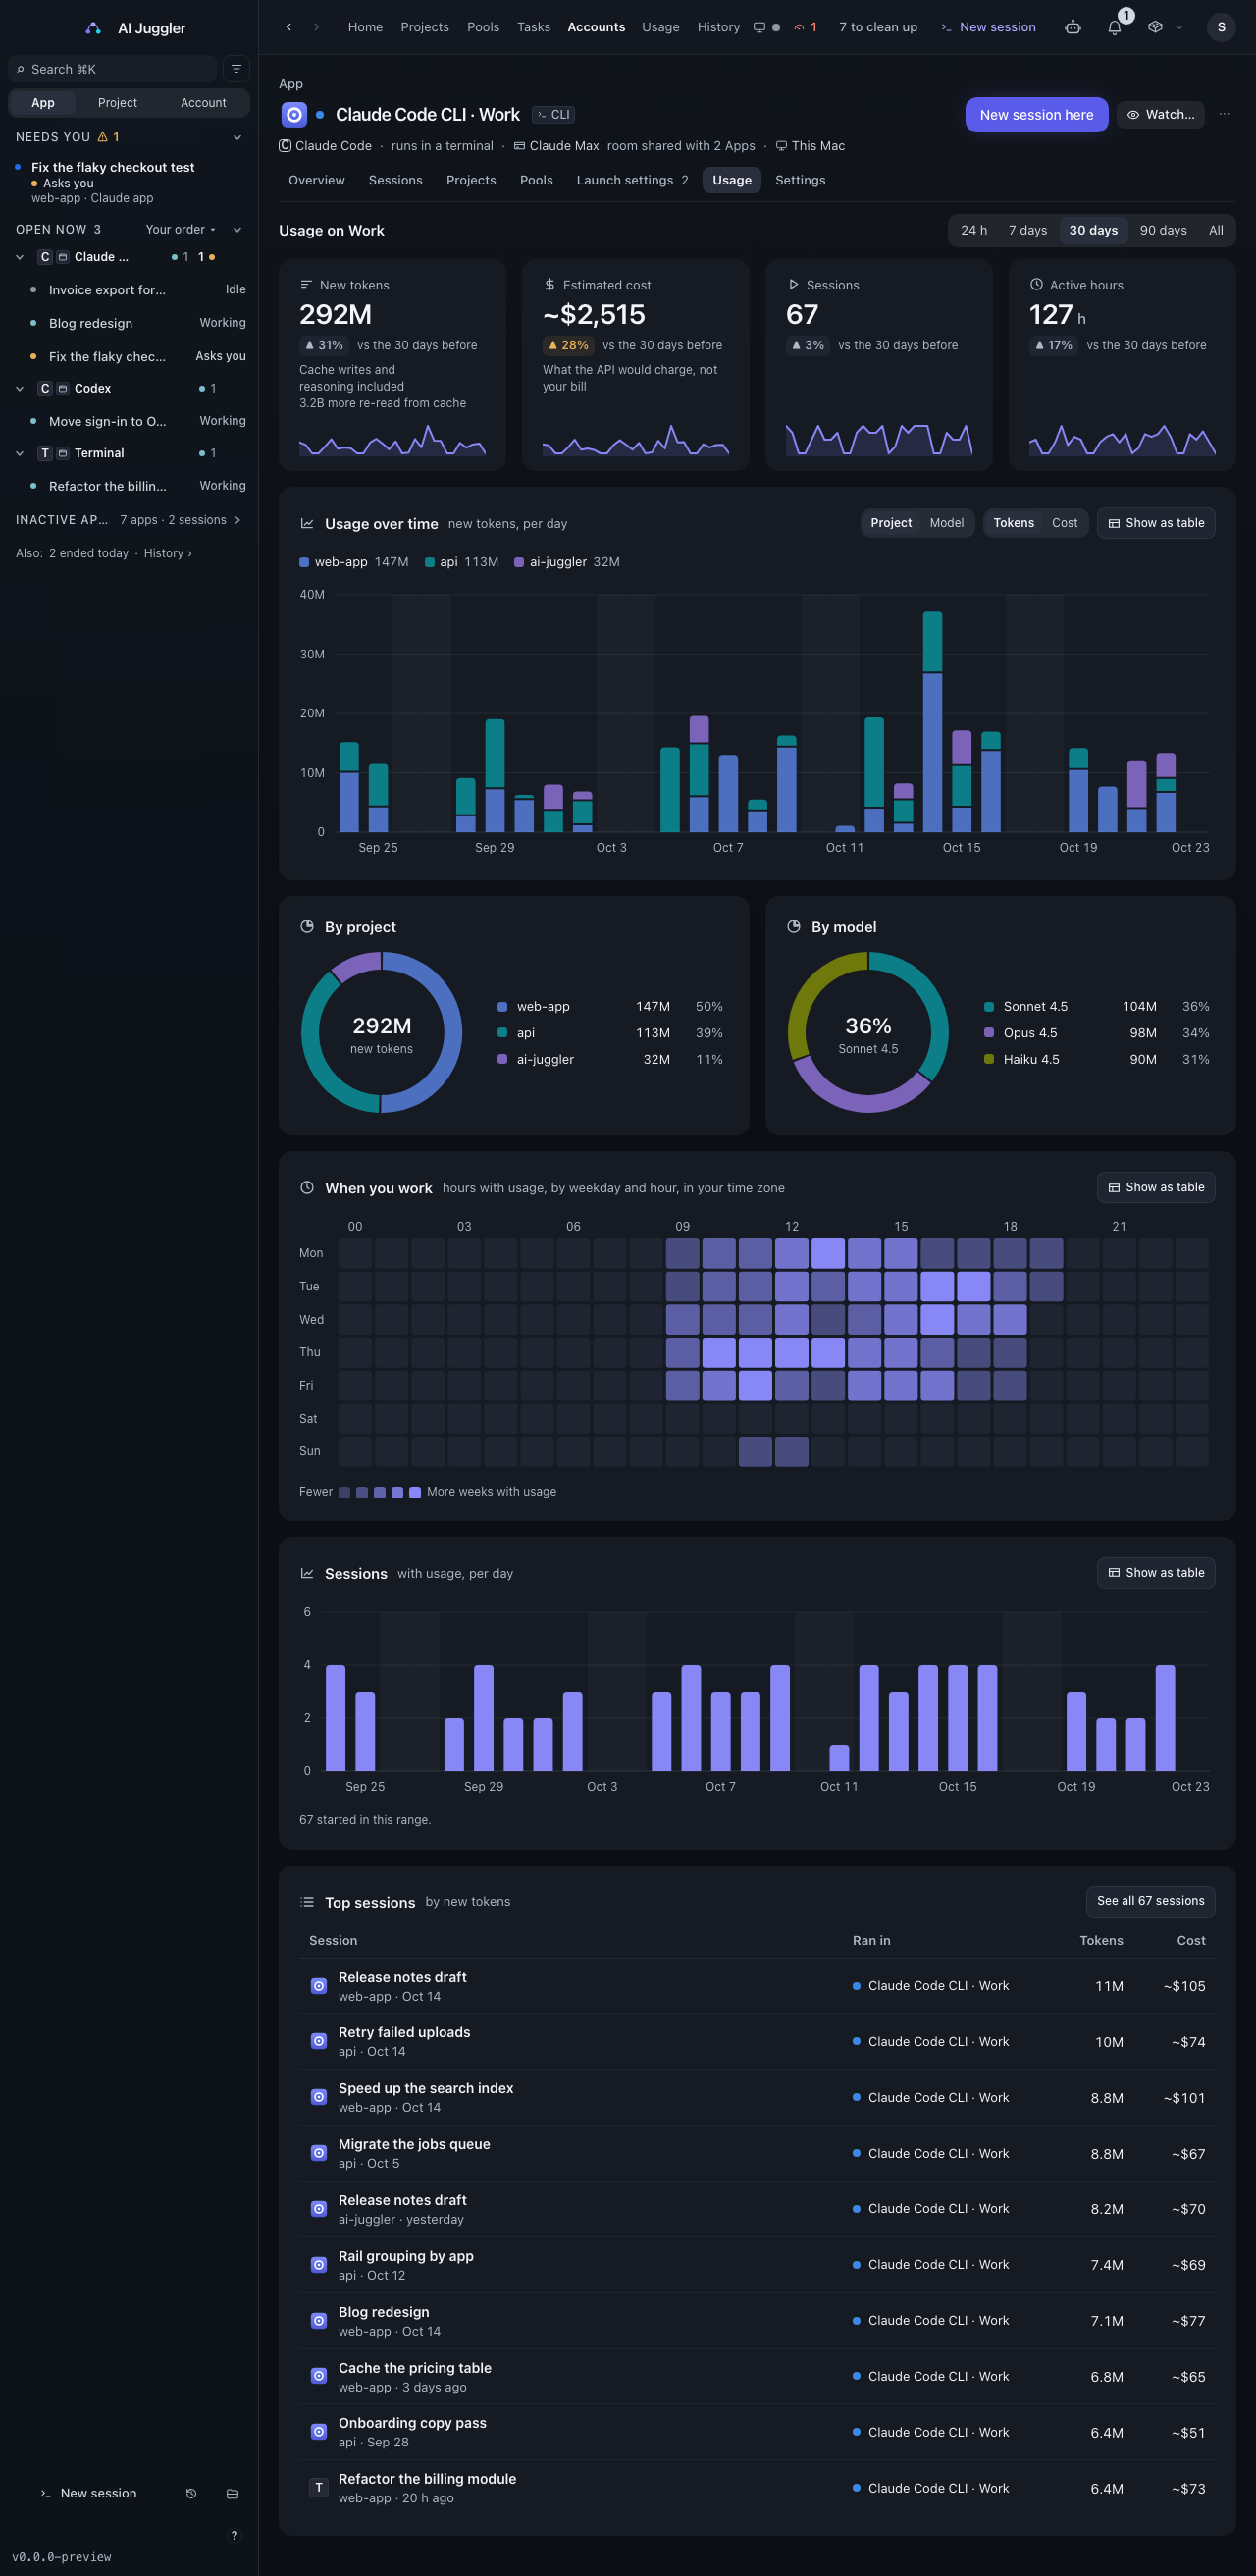 AI Juggler
Search ⌘K
App Project Account
NEEDS YOU 1
Fix the flaky checkout test
Asks you
web-app · Claude app
OPEN NOW 3 Your order
C Claude ... 1 1
Invoice export for... Idle
Blog redesign Working
Fix the flaky chec... Asks you
C Codex 1
Move sign-in to O... Working
T Terminal 1
Refactor the billin... Working
INACTIVE AP... 7 apps · 2 sessions
Also: 2 ended today · History ›
New session
?
v0.0.0-preview
Home Projects Pools Tasks Accounts Usage History 1 7 to clean up New session 1 S
App
Claude Code CLI · Work CLI
New session here Watch... ...
C Claude Code · runs in a terminal · Claude Max room shared with 2 Apps · This Mac
Overview Sessions Projects Pools Launch settings 2 Usage Settings
Usage on Work
24 h 7 days 30 days 90 days All
New tokens
292M
31% vs the 30 days before
Cache writes and
reasoning included
3.2B more re-read from cache
Estimated cost
~$2,515
28% vs the 30 days before
What the API would charge, not
your bill
Sessions
67
3% vs the 30 days before
Active hours
127 h
17% vs the 30 days before
Usage over time new tokens, per day
Project Model Tokens Cost Show as table
web-app 147M api 113M ai-juggler 32M
40M
30M
20M
10M
0
Sep 25 Sep 29 Oct 3 Oct 7 Oct 11 Oct 15 Oct 19 Oct 23
By project
292M
new tokens
web-app 147M 50%
api 113M 39%
ai-juggler 32M 11%
By model
36%
Sonnet 4.5
Sonnet 4.5 104M 36%
Opus 4.5 98M 34%
Haiku 4.5 90M 31%
When you work hours with usage, by weekday and hour, in your time zone
Show as table
00 03 06 09 12 15 18 21
Mon
Tue
Wed
Thu
Fri
Sat
Sun
Fewer More weeks with usage
Sessions with usage, per day
Show as table
6
4
2
0
Sep 25 Sep 29 Oct 3 Oct 7 Oct 11 Oct 15 Oct 19 Oct 23
67 started in this range.
Top sessions by new tokens
See all 67 sessions
Session Ran in Tokens Cost
Release notes draft
web-app · Oct 14
Claude Code CLI · Work 11M ~$105
Retry failed uploads
api · Oct 14
Claude Code CLI · Work 10M ~$74
Speed up the search index
web-app · Oct 14
Claude Code CLI · Work 8.8M ~$101
Migrate the jobs queue
api · Oct 5
Claude Code CLI · Work 8.8M ~$67
Release notes draft
ai-juggler · yesterday
Claude Code CLI · Work 8.2M ~$70
Rail grouping by app
api · Oct 12
Claude Code CLI · Work 7.4M ~$69
Blog redesign
web-app · Oct 14
Claude Code CLI · Work 7.1M ~$77
Cache the pricing table
web-app · 3 days ago
Claude Code CLI · Work 6.8M ~$65
Onboarding copy pass
api · Sep 28
Claude Code CLI · Work 6.4M ~$51
T
Refactor the billing module
web-app · 20 h ago
Claude Code CLI · Work 6.4M ~$73